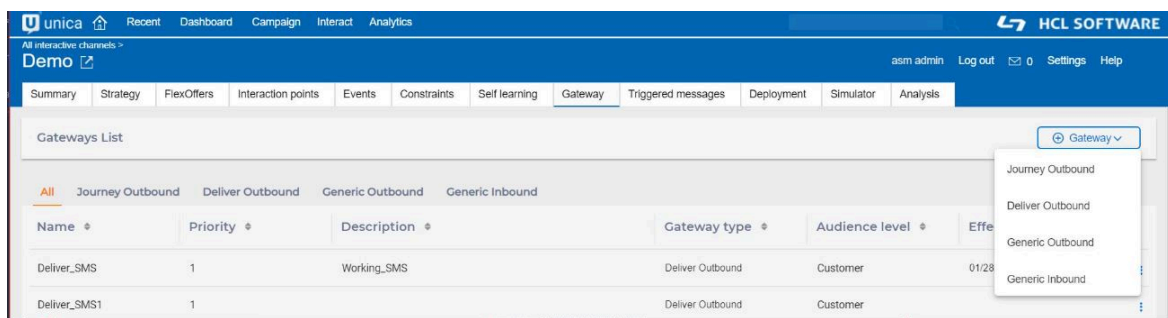 unica Recent Dashboard Campaign Interact Analytics HCL SOFTWARE
All interactive channels >
Demo asm admin Log out 0 Settings Help
Summary Strategy FlexOffers Interaction points Events Constraints Self learning Gateway Triggered messages Deployment Simulator Analysis
Gateways List Gateway
Journey Outbound
Deliver Outbound
Generic Outbound
Generic Inbound
All Journey Outbound Deliver Outbound Generic Outbound Generic Inbound
Name Priority Description Gateway type Audience level Effe
Deliver_SMS 1 Working_SMS Deliver Outbound Customer 01/28
Deliver_SMS1 1 Deliver Outbound Customer